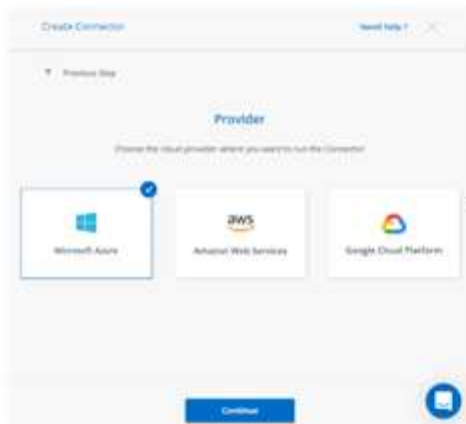 Create Connector
Need help?
Previous Step
Provider
Choose the cloud provider where you want to run the Connector
Microsoft Azure
aws
Amazon Web Services
Google Cloud Platform
Continue